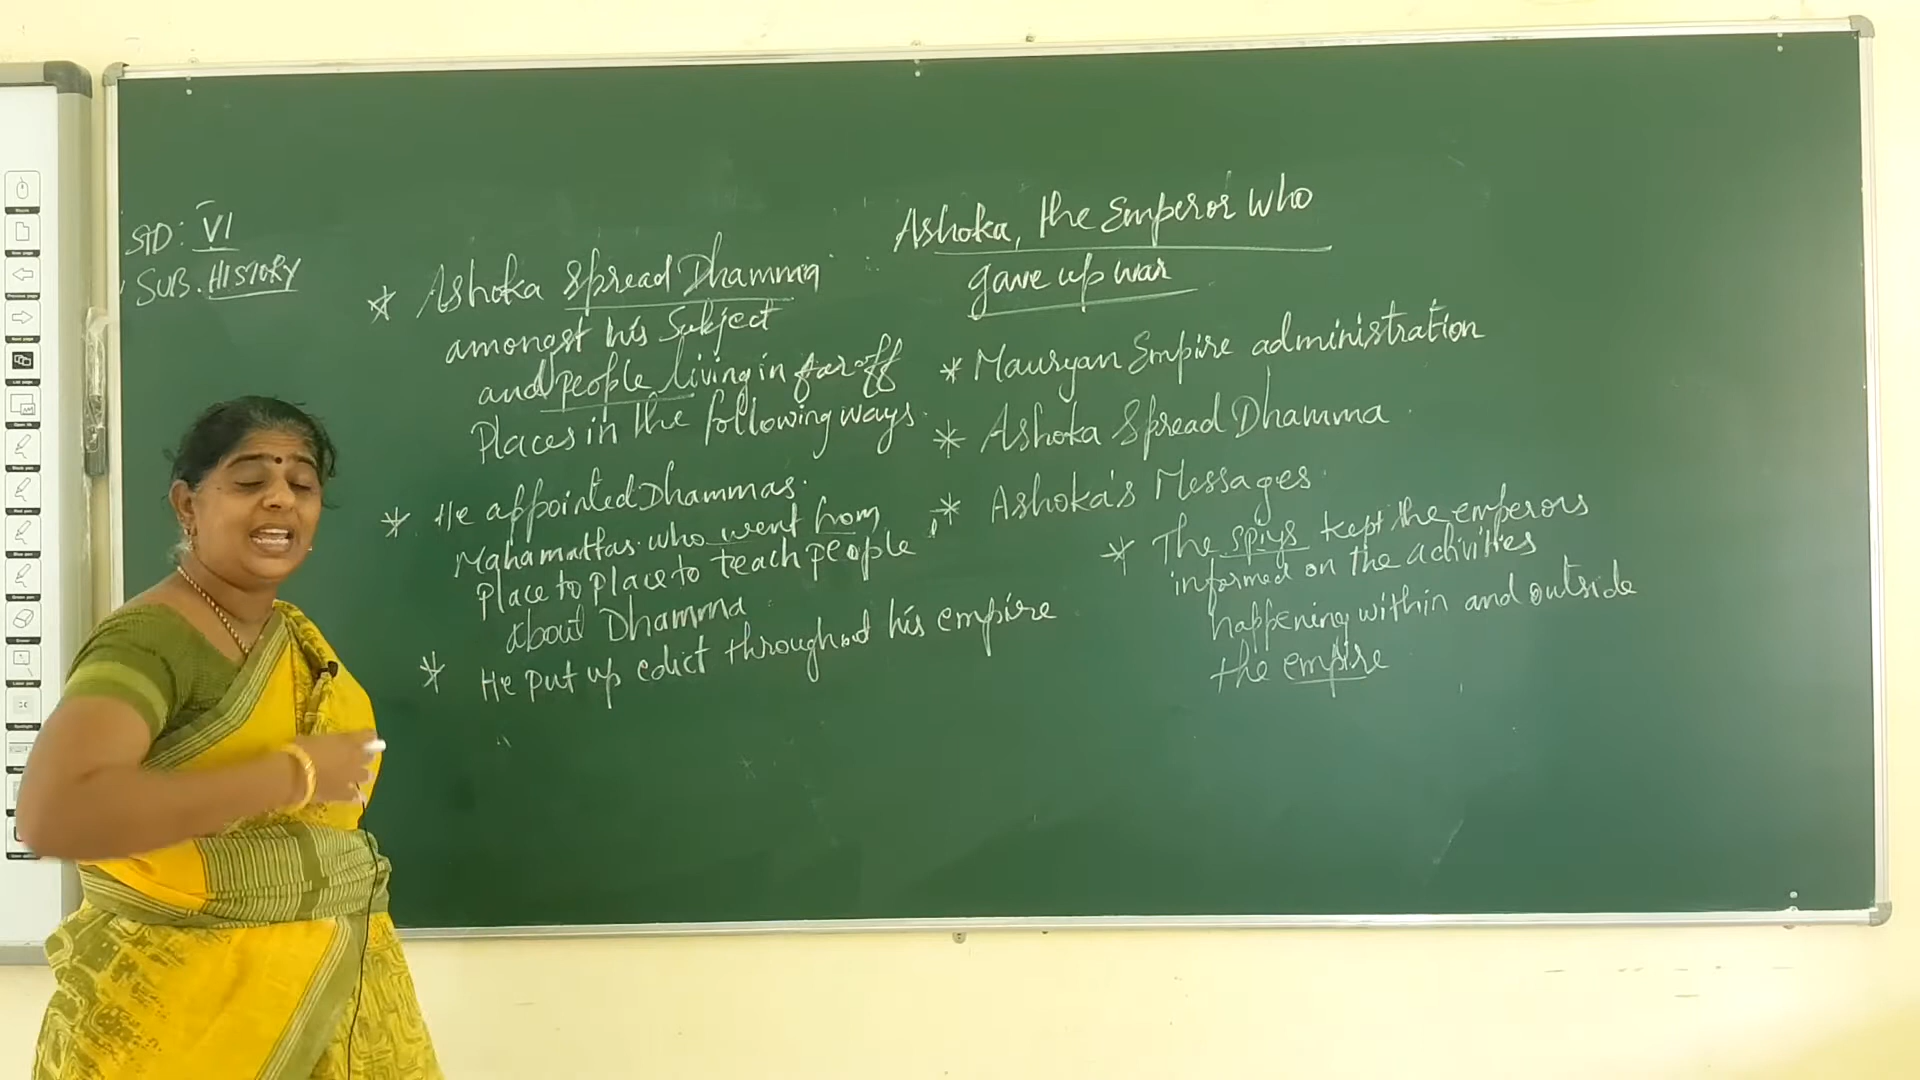 STD: VI
SUB. HISTORY
Ashoka, the Emperor who
gave up war
* Ashoka Spread Dhamma
amongst his Subject
and people living in far off
Places in the following ways.
* He appointed Dhammas.
Mahamattas. who went from
place to place to teach people
about Dhamma
* He put up edict throughout his empire
* Mauryan Empire administration
* Ashoka Spread Dhamma
* Ashoka's Messages.
* The spiys kept the emperors
informed on the activities
happening within and outside
the empire